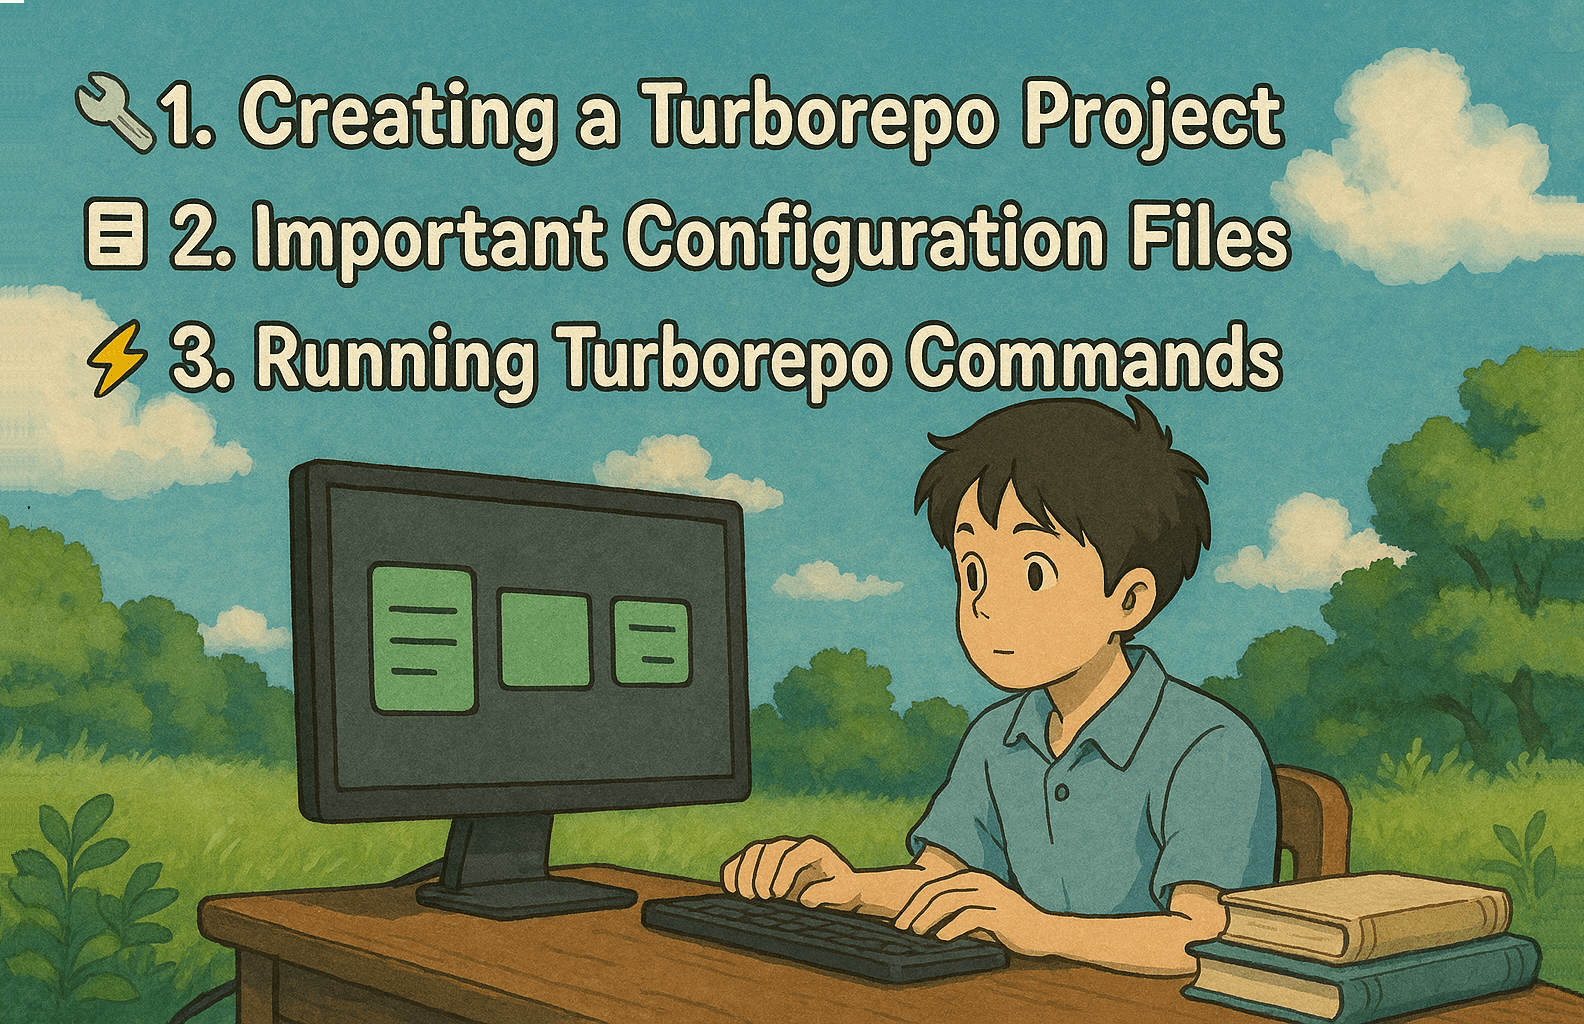 1. Creating a Turborepo Project
2. Important Configuration Files
3. Running Turborepo Commands